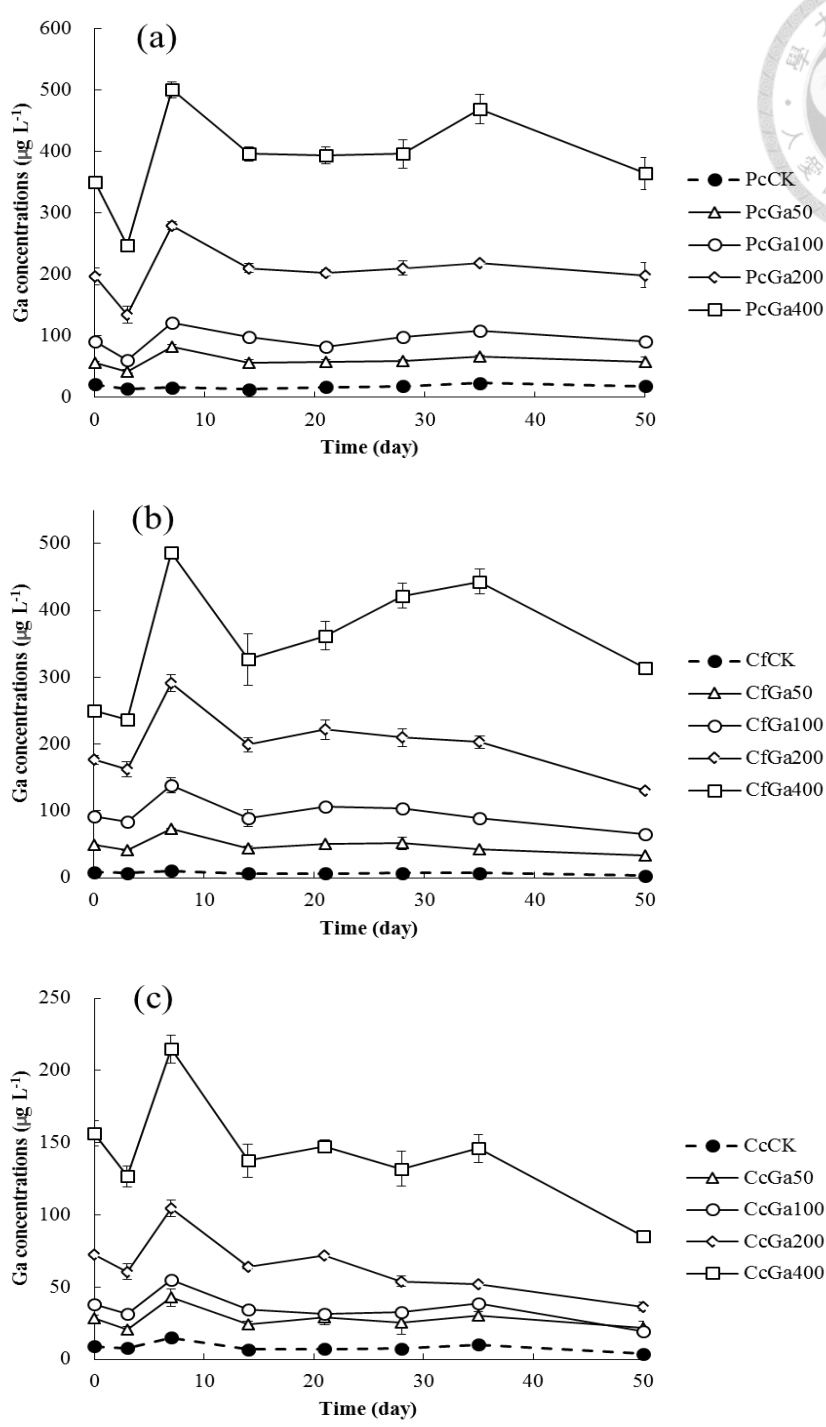 (a)
600
500
400
300
200
100
0
Ga concentrations (μg L-1)
0 10 20 30 40 50
Time (day)
PcCK
PcGa50
PcGa100
PcGa200
PcGa400
(b)
500
400
300
200
100
0
Ga concentrations (μg L-1)
0 10 20 30 40 50
Time (day)
CfCK
CfGa50
CfGa100
CfGa200
CfGa400
(c)
250
200
150
100
50
0
Ga concentrations (μg L-1)
0 10 20 30 40 50
Time (day)
CcCK
CcGa50
CcGa100
CcGa200
CcGa400